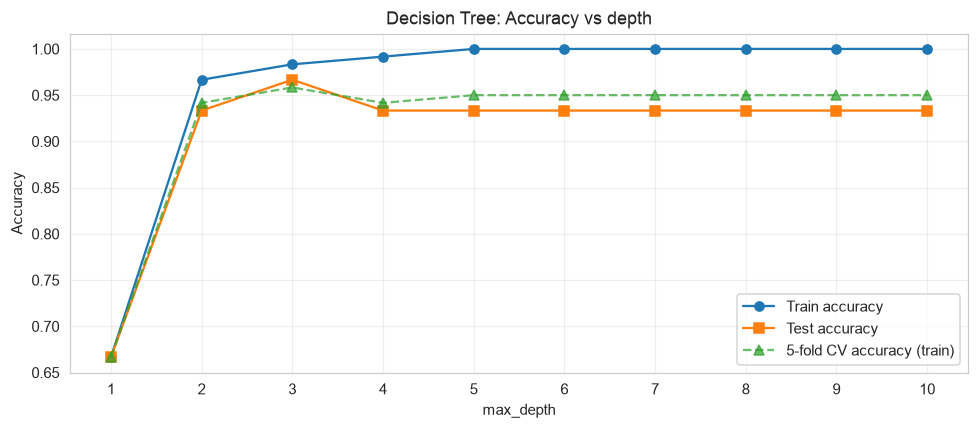 Decision Tree: Accuracy vs depth
Accuracy
1.00
0.95
0.90
0.85
0.80
0.75
0.70
0.65
Train accuracy
Test accuracy
5-fold CV accuracy (train)
1 2 3 4 5 6 7 8 9 10
max_depth